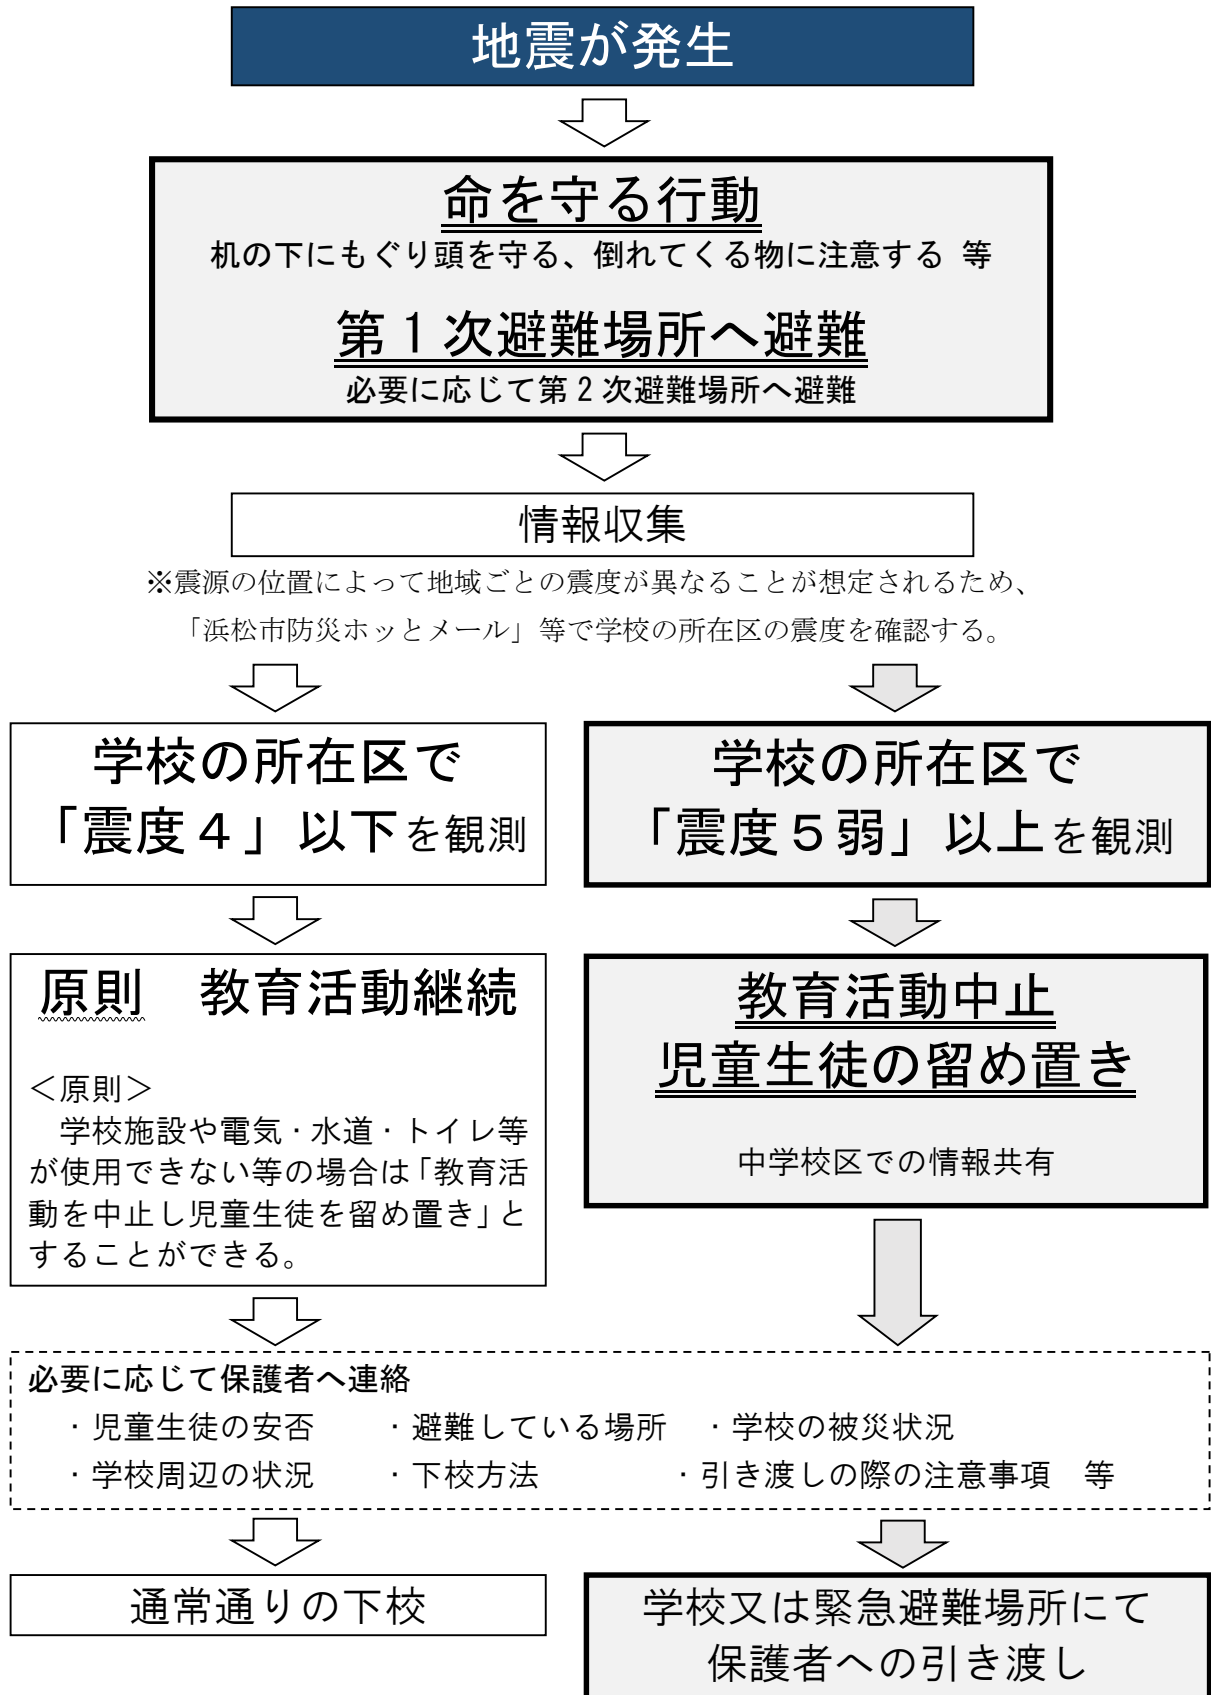 地震が発生
命を守る行動
机の下にもぐり頭を守る、倒れてくる物に注意する 等
第1次避難場所へ避難
必要に応じて第2次避難場所へ避難
情報収集
※震源の位置によって地域ごとの震度が異なることが想定されるため、
「浜松市防災ホッとメール」等で学校の所在区の震度を確認する。
学校の所在区で
「震度４」以下を観測
学校の所在区で
「震度５弱」以上を観測
原則　教育活動継続
＜原則＞
　学校施設や電気・水道・トイレ等
が使用できない等の場合は「教育活
動を中止し児童生徒を留め置き」と
することができる。
教育活動中止
児童生徒の留め置き
中学校区での情報共有
必要に応じて保護者へ連絡
・児童生徒の安否　　・避難している場所　・学校の被災状況
・学校周辺の状況　　・下校方法　　　　・引き渡しの際の注意事項　等
通常通りの下校
学校又は緊急避難場所にて
保護者への引き渡し